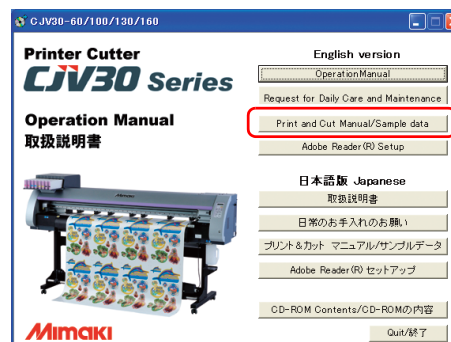 CJV30-60/100/130/160
Printer Cutter
CJV30 Series
Operation Manual
取扱説明書
Mimaki
MIMAKI
English version
OperationManual
Request for Daily Care and Maintenance
Print and Cut Manual/Sample data
Adobe Reader(R) Setup
日本語版 Japanese
取扱説明書
日常のお手入れのお願い
プリント＆カット マニュアル/サンプルデータ
Adobe Reader(R) セットアップ
CD-ROM Contents/CD-ROMの内容
Quit/終了